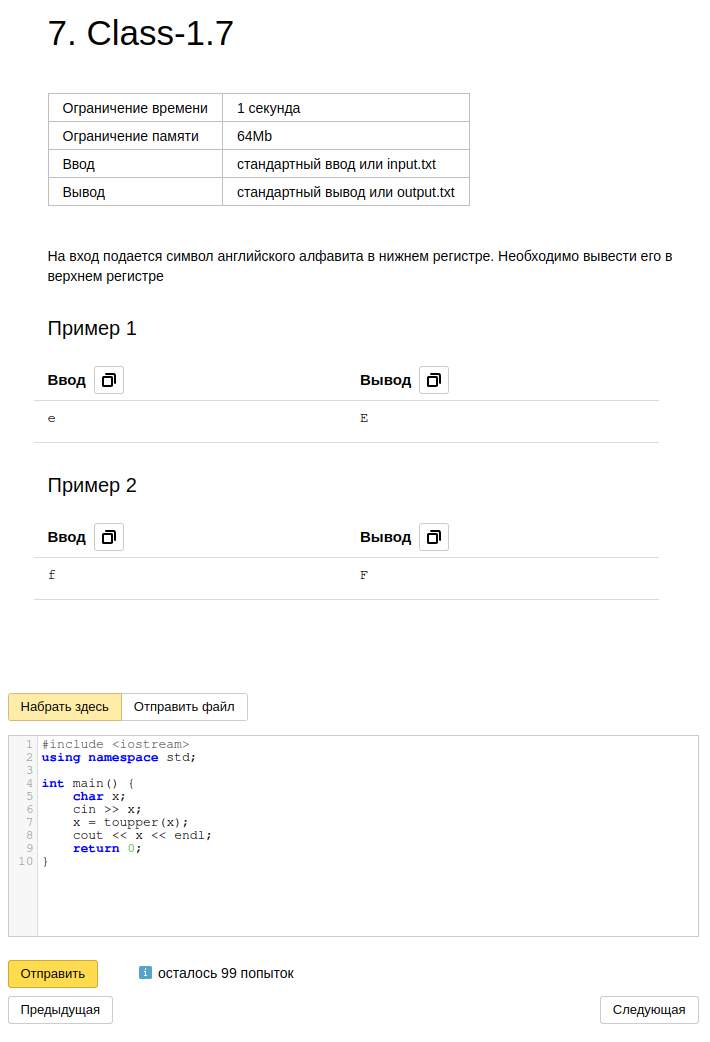 7. Class-1.7
Ограничение времени 1 секунда
Ограничение памяти 64Mb
Ввод стандартный ввод или input.txt
Вывод стандартный вывод или output.txt
На вход подается символ английского алфавита в нижнем регистре. Необходимо вывести его в
верхнем регистре
Пример 1
Ввод Вывод
e E
Пример 2
Ввод Вывод
f F
Набрать здесь Отправить файл
1 #include <iostream>
2 using namespace std;
3
4 int main() {
5     char x;
6     cin >> x;
7     x = toupper(x);
8     cout << x << endl;
9     return 0;
10 }
Отправить i осталось 99 попыток
Предыдущая Следующая